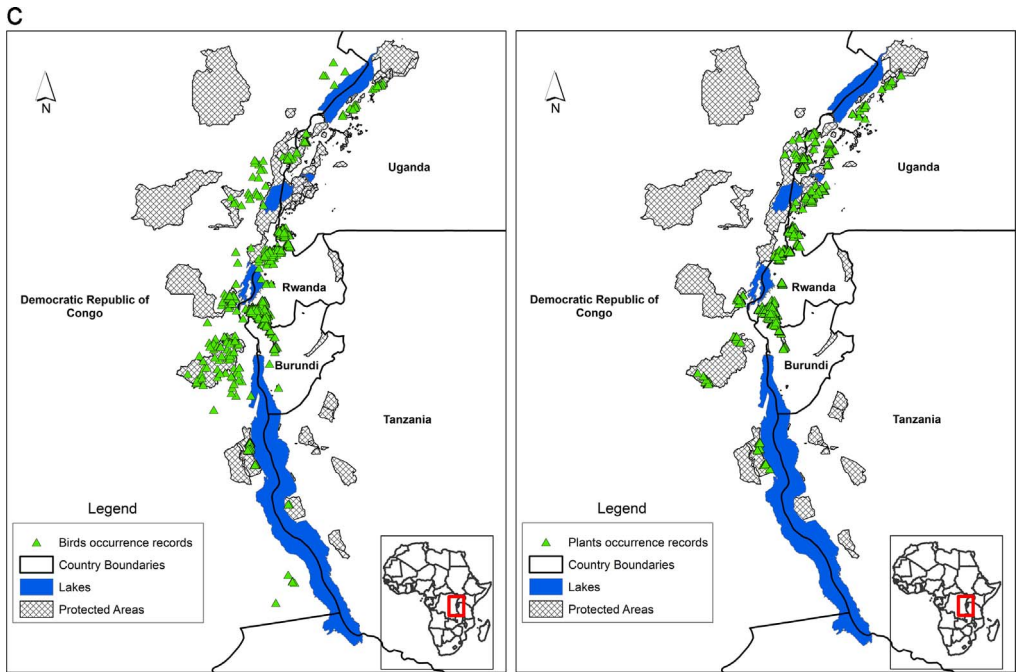 C
N
Uganda
Democratic Republic of
Congo
Rwanda
Burundi
Tanzania
Legend
Birds occurrence records
Country Boundaries
Lakes
Protected Areas
N
Uganda
Democratic Republic of
Congo
Rwanda
Burundi
Tanzania
Legend
Plants occurrence records
Country Boundaries
Lakes
Protected Areas